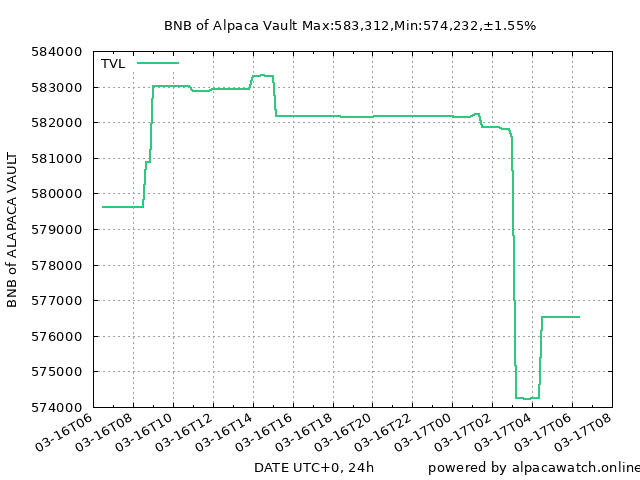 BNB of Alpaca Vault Max:583,312,Min:574,232,±1.55%
584000
TVL
583000
582000
581000
580000
579000
578000
577000
576000
575000
574000
BNB of ALAPACA VAULT
03-16T06
03-16T08
03-16T10
03-16T12
03-16T14
03-16T16
03-16T18
03-16T20
03-16T22
03-17T00
03-17T02
03-17T04
03-17T06
03-17T08
DATE UTC+0, 24h
powered by alpacawatch.online